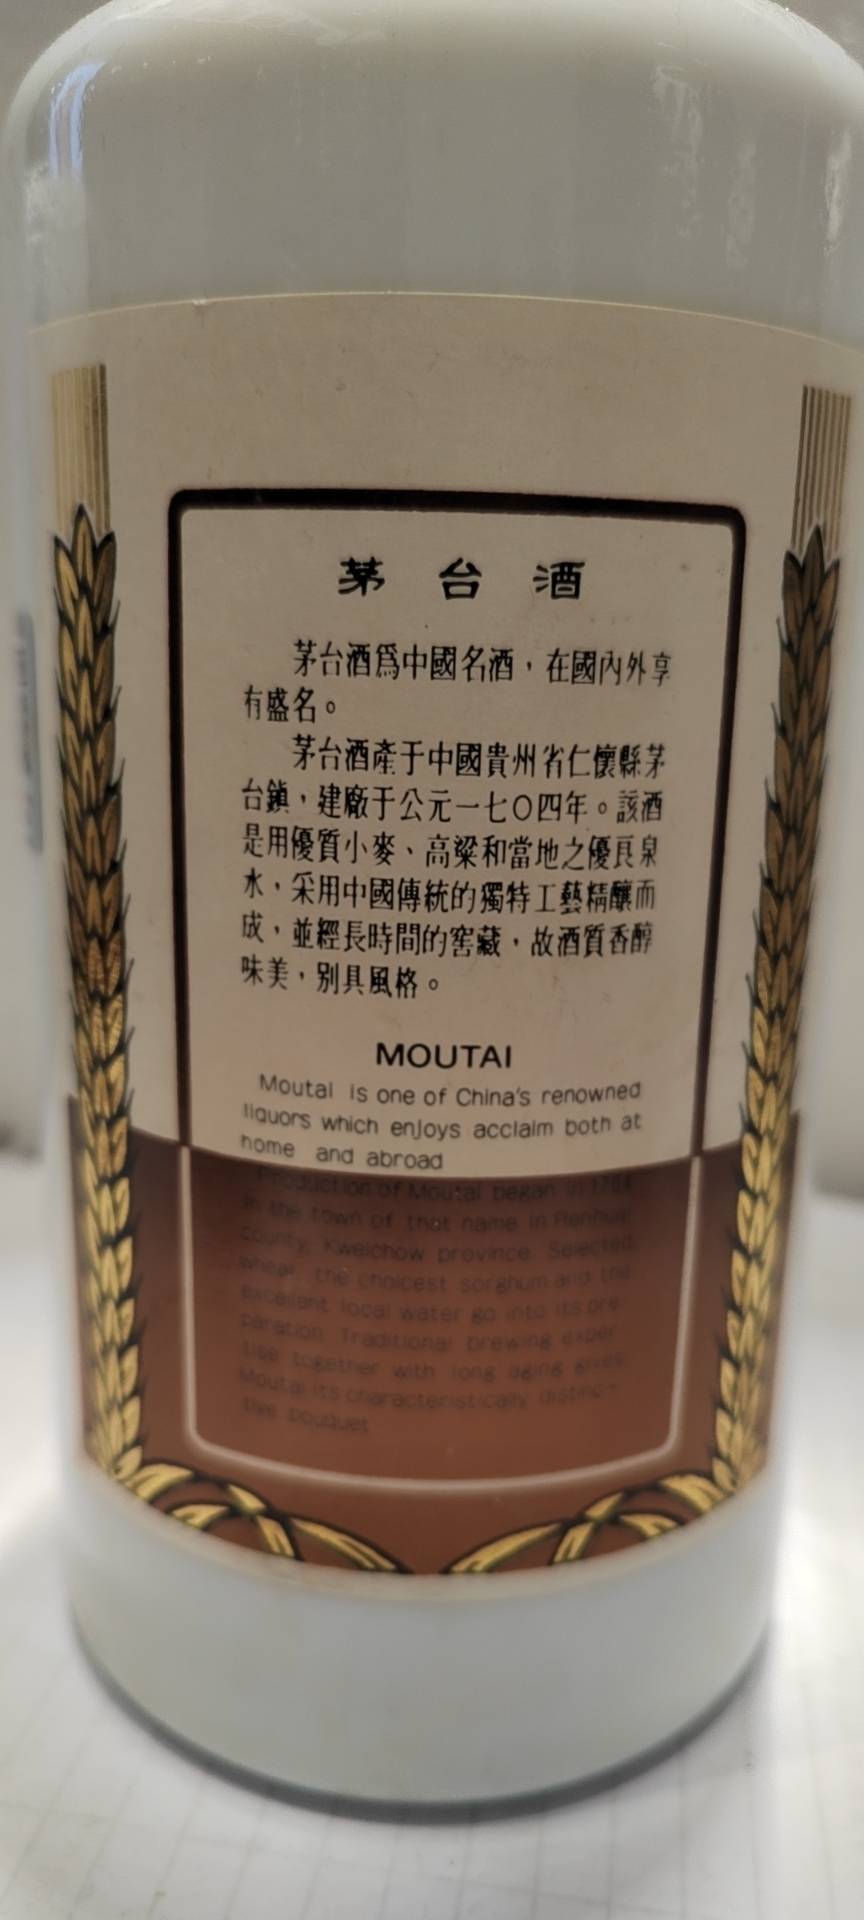 茅台酒
茅台酒爲中國名酒，在國內外享
有盛名。
茅台酒產于中國貴州省仁懷縣茅
台鎮，建廠于公元一七〇四年。該酒
是用優質小麥、高粱和當地之優良泉
水，采用中國傳統的獨特工藝精釀而
成，並經長時間的窖藏，故酒質香醇
味美，别具風格。
MOUTAI
Moutai is one of China's renowned
liquors which enjoys acclaim both at
home and abroad
Production of Moutai began in 1704
in the town of that name in Renhuai
county, Kweichow province Selected
wheat, the choicest sorghum and the
excellent local water go into its pre-
paration Traditional brewing exper-
tise together with long aging gives
Moutai its characteristically distinc-
tive bouquet